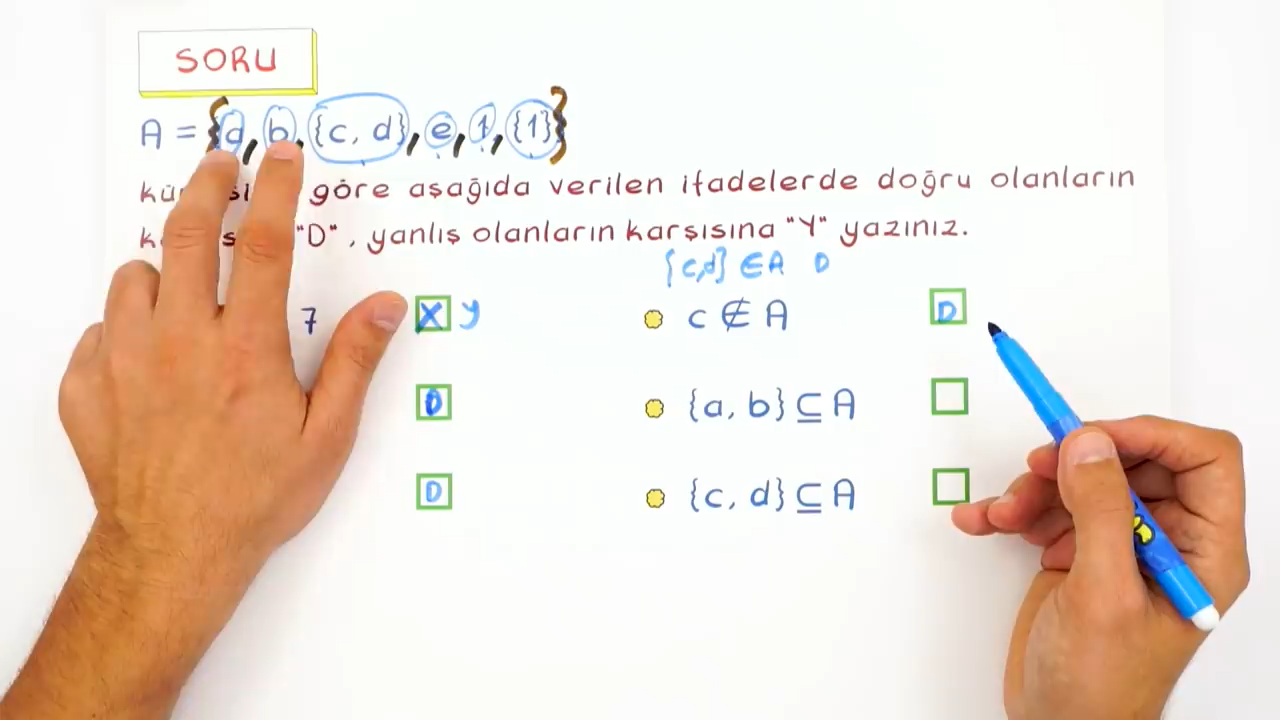 SORU
A = {a, b, {c, d}, e, 1, {1}}
göre aşağıda verilen ifadelerde doğru olanların
"D", yanlış olanların karşısına "Y" yazınız.
{c,d} ∈ A D
7 X y
c ∉ A D
D
{a, b} ⊆ A
D
{c, d} ⊆ A